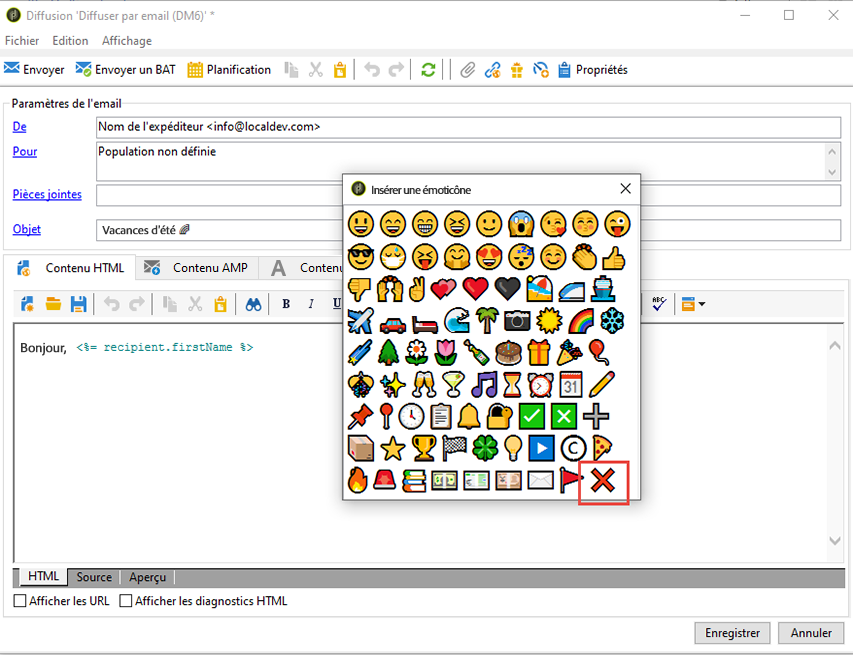 Diffusion 'Diffuser par email (DM6)' *
Fichier Edition Affichage
Envoyer Envoyer un BAT Planification Propriétés
Paramètres de l'email
De Nom de l'expéditeur <info@localdev.com>
Pour Population non définie
Pièces jointes
Objet Vacances d'été
Insérer une émoticône
Contenu HTML Contenu AMP A Conten
B I U ABC
Bonjour, <%= recipient.firstName %>
31
HTML Source Aperçu
Afficher les URL Afficher les diagnostics HTML
Enregistrer Annuler